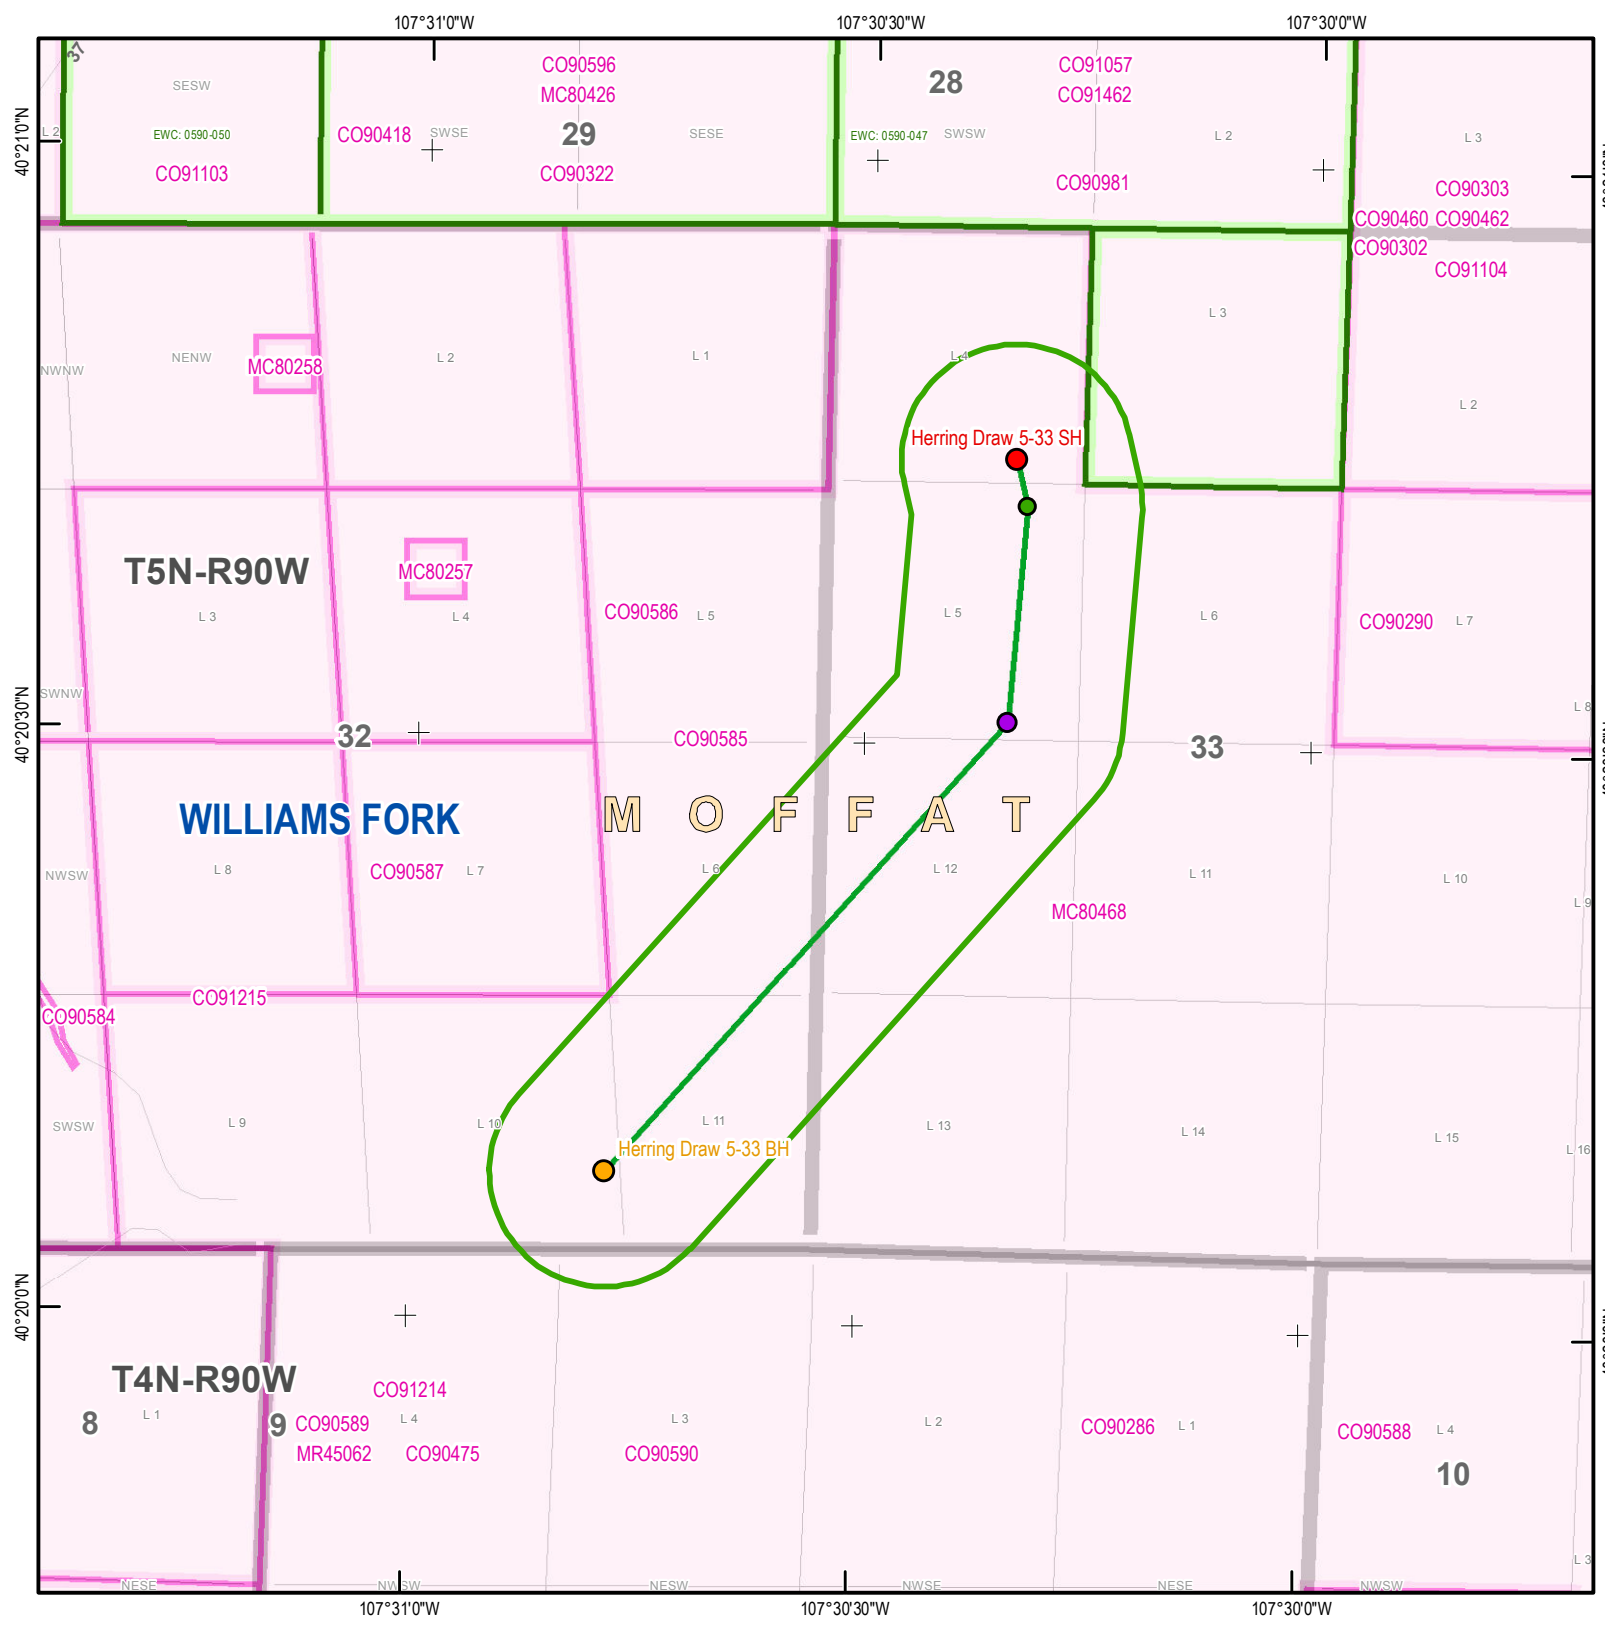 107°31'0"W
107°30'30"W
107°30'0"W
37
CO90596
CO91057
SESW
28
MC80426
CO91462
40°21'0"N
L 2
EWC: 0590-050
CO90418
SWSE
29
SESE
EWC: 0590-047
SWSW
L 2
L 3
CO91103
CO90322
CO90981
CO90303
CO90460
CO90462
CO90302
CO91104
L 3
NWNW
NENW
MC80258
L 2
L 1
L 4
L 2
Herring Draw 5-33 SH
T5N-R90W
MC80257
L 3
L 4
CO90586
L 5
L 5
L 6
CO90290
L 7
SWNW
L 8
40°20'30"N
32
CO90585
33
WILLIAMS FORK
M O F F A T
NWSW
L 8
CO90587
L 7
L 6
L 12
L 11
L 10
L 9
MC80468
CO91215
CO90584
SWSW
L 9
L 10
L 11
L 13
L 14
L 15
L 16
Herring Draw 5-33 BH
40°20'0"N
T4N-R90W
CO91214
8
L 1
9
CO90589
L 4
L 3
L 2
CO90286
L 1
CO90588
L 4
MR45062
CO90475
CO90590
10
L 3
NESE
NWSW
NESW
NWSE
NESE
NWSW
107°31'0"W
107°30'30"W
107°30'0"W